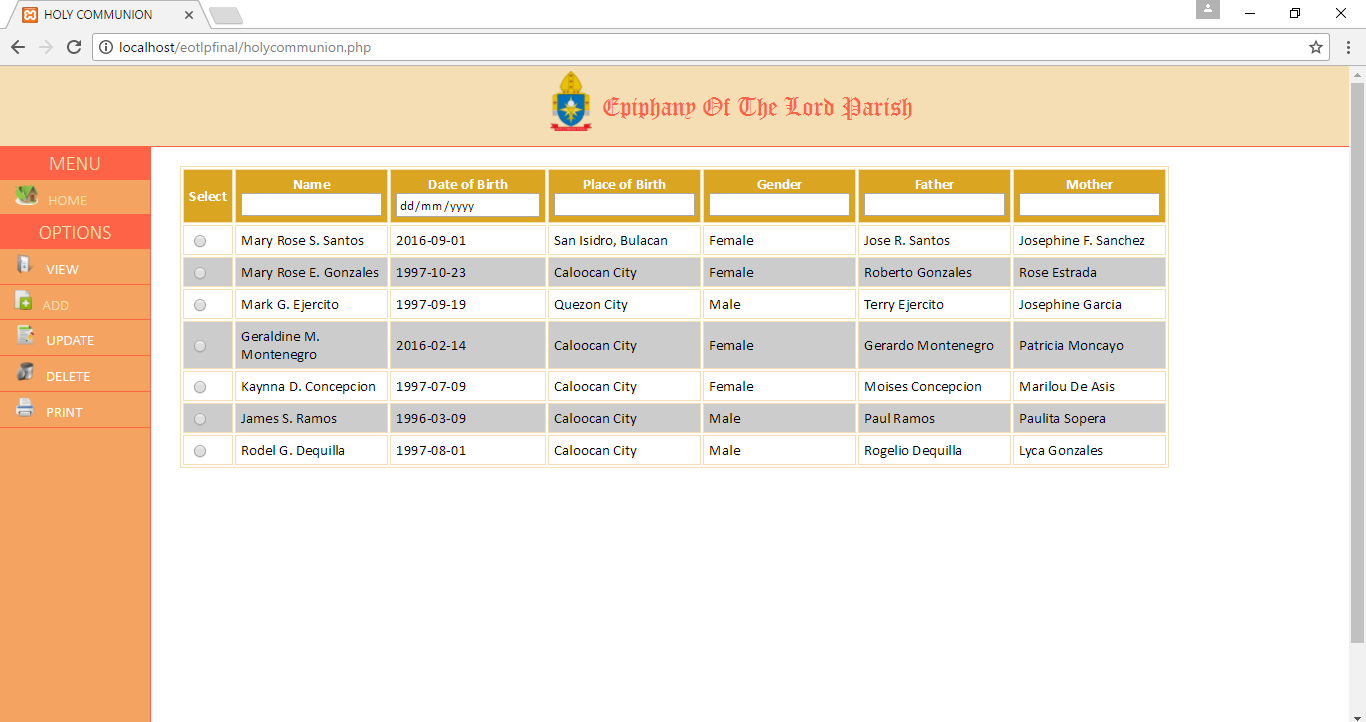 HOLY COMMUNION
localhost/eotlpfinal/holycommunion.php
Epiphany Of The Lord Parish
MENU
HOME
OPTIONS
VIEW
ADD
UPDATE
DELETE
PRINT
Select Name Date of Birth Place of Birth Gender Father Mother
dd/mm/yyyy
Mary Rose S. Santos 2016-09-01 San Isidro, Bulacan Female Jose R. Santos Josephine F. Sanchez
Mary Rose E. Gonzales 1997-10-23 Caloocan City Female Roberto Gonzales Rose Estrada
Mark G. Ejercito 1997-09-19 Quezon City Male Terry Ejercito Josephine Garcia
Geraldine M.
Montenegro 2016-02-14 Caloocan City Female Gerardo Montenegro Patricia Moncayo
Kaynna D. Concepcion 1997-07-09 Caloocan City Female Moises Concepcion Marilou De Asis
James S. Ramos 1996-03-09 Caloocan City Male Paul Ramos Paulita Sopera
Rodel G. Dequilla 1997-08-01 Caloocan City Male Rogelio Dequilla Lyca Gonzales